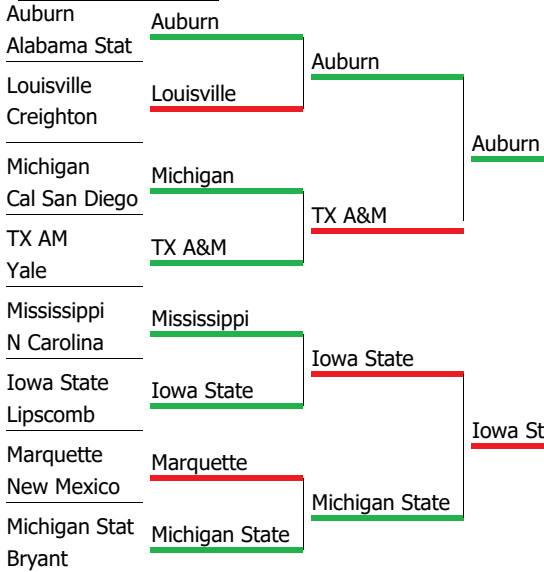 Auburn
Alabama Stat
Louisville
Creighton
Michigan
Cal San Diego
TX AM
Yale
Mississippi
N Carolina
Iowa State
Lipscomb
Marquette
New Mexico
Michigan Stat
Bryant
Auburn
Louisville
Michigan
TX A&M
Mississippi
Iowa State
Marquette
Michigan State
Auburn
TX A&M
Iowa State
Michigan State
Auburn
Iowa St